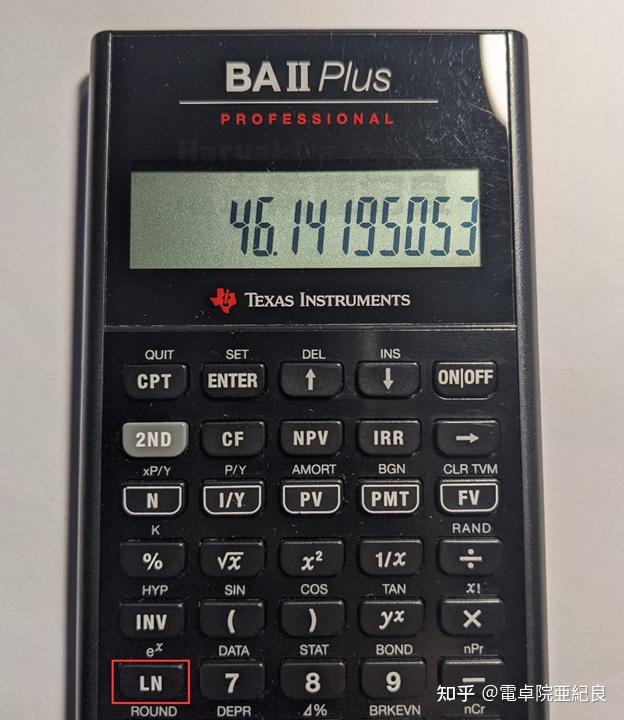 BA II Plus
PROFESSIONAL
46.14195053
TEXAS INSTRUMENTS
QUIT SET DEL INS
CPT ENTER ↑ ↓ ON|OFF
2ND CF NPV IRR →
xP/Y P/Y AMORT BGN CLR TVM
N I/Y PV PMT FV
K RAND
% √x x² 1/x ÷
HYP SIN COS TAN x!
INV ( ) yˣ ×
eˣ DATA STAT BOND nPr
LN 7 8 9 −
ROUND DEPR Δ% BRKEVN nCr
知乎 @電卓院亜紀良